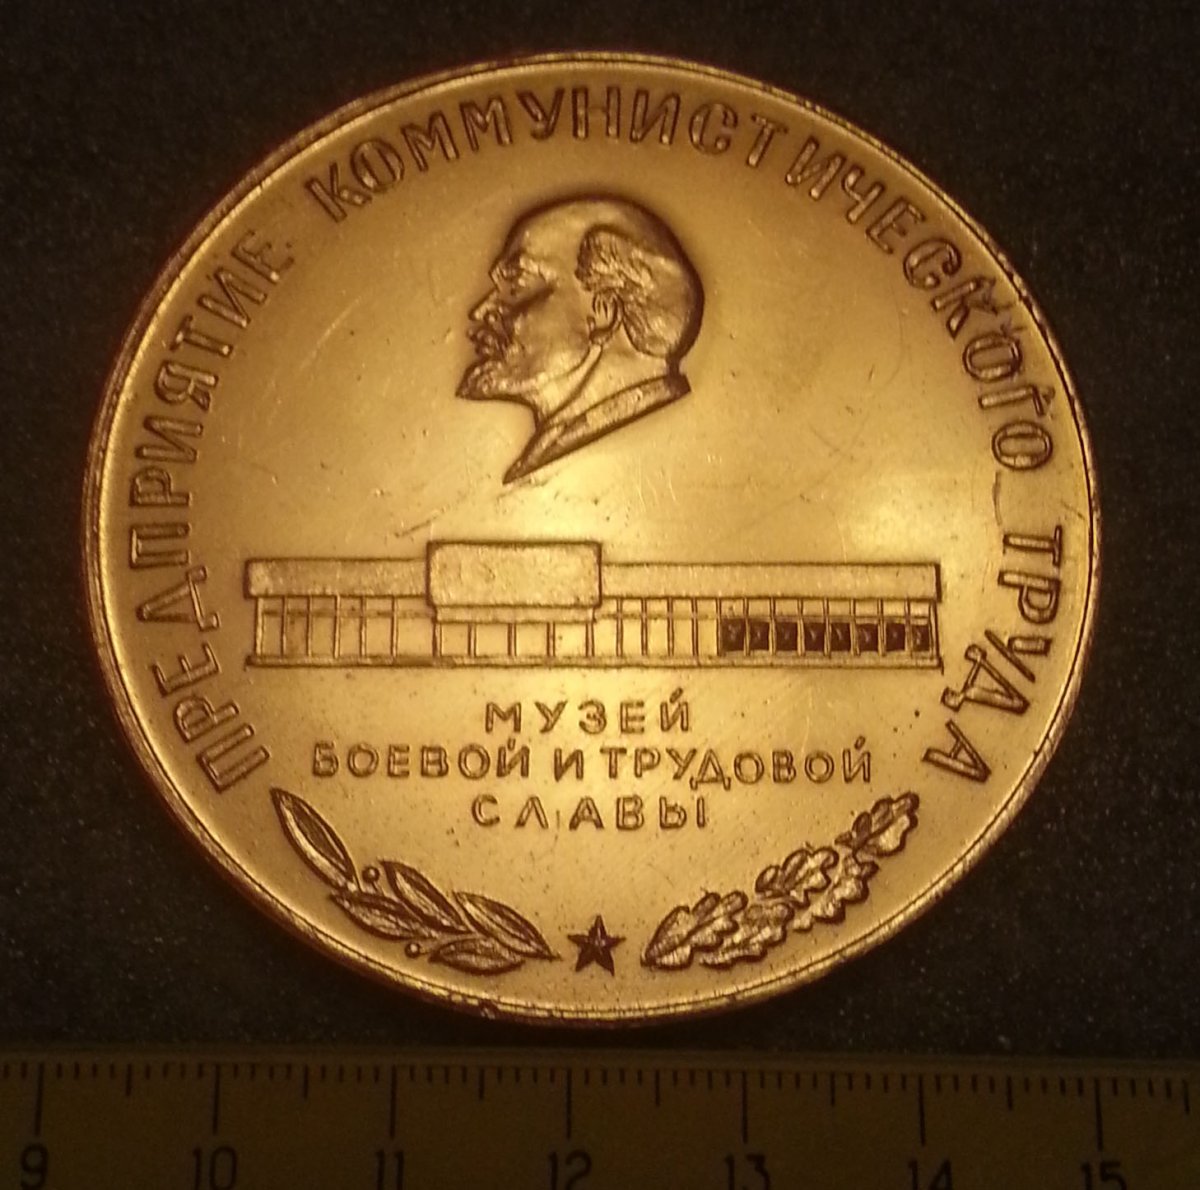 ПРЕДПРИЯТИЕ КОММУНИСТИЧЕСКОГО ТРУДА
МУЗЕЙ
БОЕВОЙ И ТРУДОВОЙ
СЛАВЫ
9 10 11 12 13 14 15